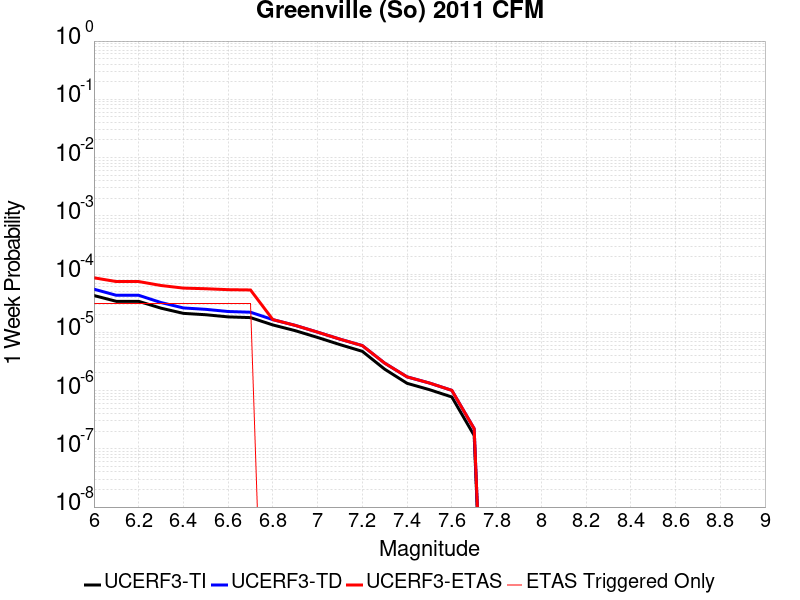 Greenville (So) 2011 CFM
1 Week Probability
10^0
10^-1
10^-2
10^-3
10^-4
10^-5
10^-6
10^-7
10^-8
6 6.2 6.4 6.6 6.8 7 7.2 7.4 7.6 7.8 8 8.2 8.4 8.6 8.8 9
Magnitude
UCERF3-TI UCERF3-TD UCERF3-ETAS ETAS Triggered Only